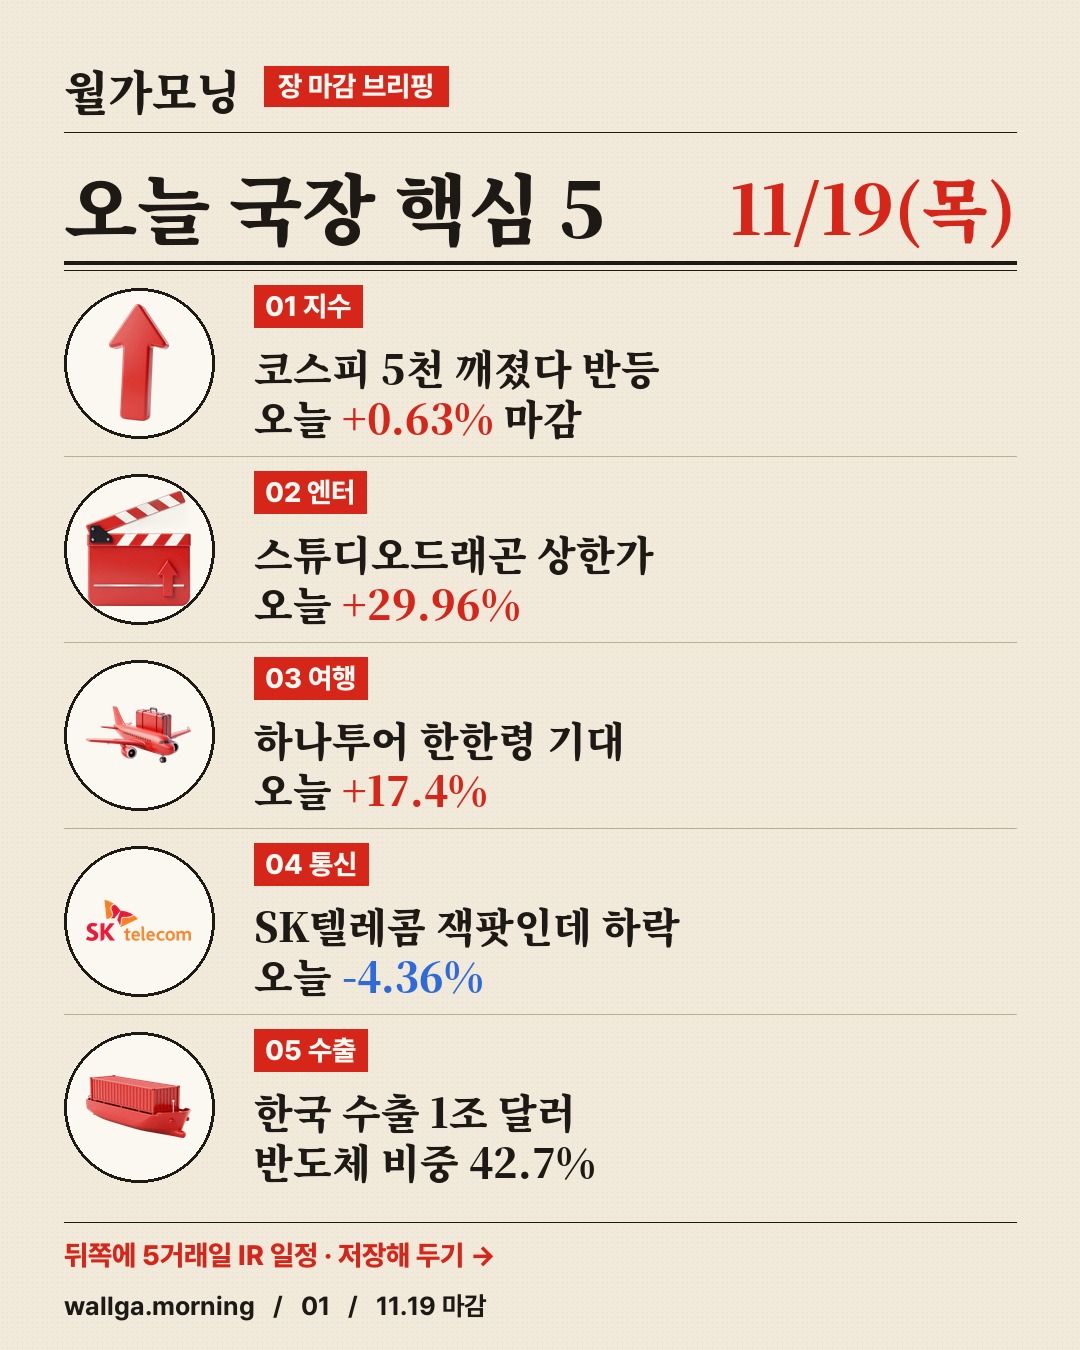 월가모닝 장 마감 브리핑
오늘 국장 핵심 5 11/19(목)
01 지수
코스피 5천 깨졌다 반등
오늘 +0.63% 마감
02 엔터
스튜디오드래곤 상한가
오늘 +29.96%
03 여행
하나투어 한한령 기대
오늘 +17.4%
SK telecom
04 통신
SK텔레콤 잭팟인데 하락
오늘 -4.36%
05 수출
한국 수출 1조 달러
반도체 비중 42.7%
뒤쪽에 5거래일 IR 일정 · 저장해 두기 →
wallga.morning / 01 / 11.19 마감